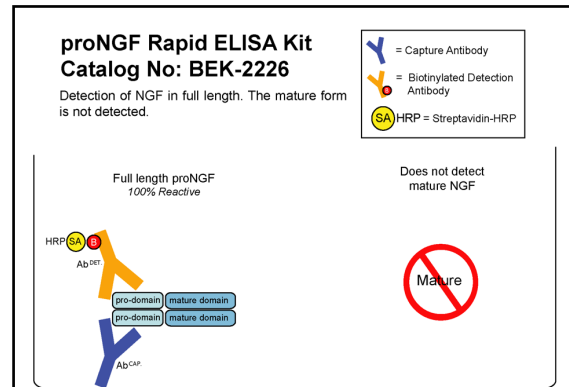 proNGF Rapid ELISA Kit
Catalog No: BEK-2226
Detection of NGF in full length. The mature form
is not detected.
= Capture Antibody
= Biotinylated Detection
Antibody
B
SA HRP = Streptavidin-HRP
Full length proNGF
100% Reactive
HRP SA B
Ab DET.
pro-domain mature domain
pro-domain mature domain
Ab CAP.
Does not detect
mature NGF
Mature